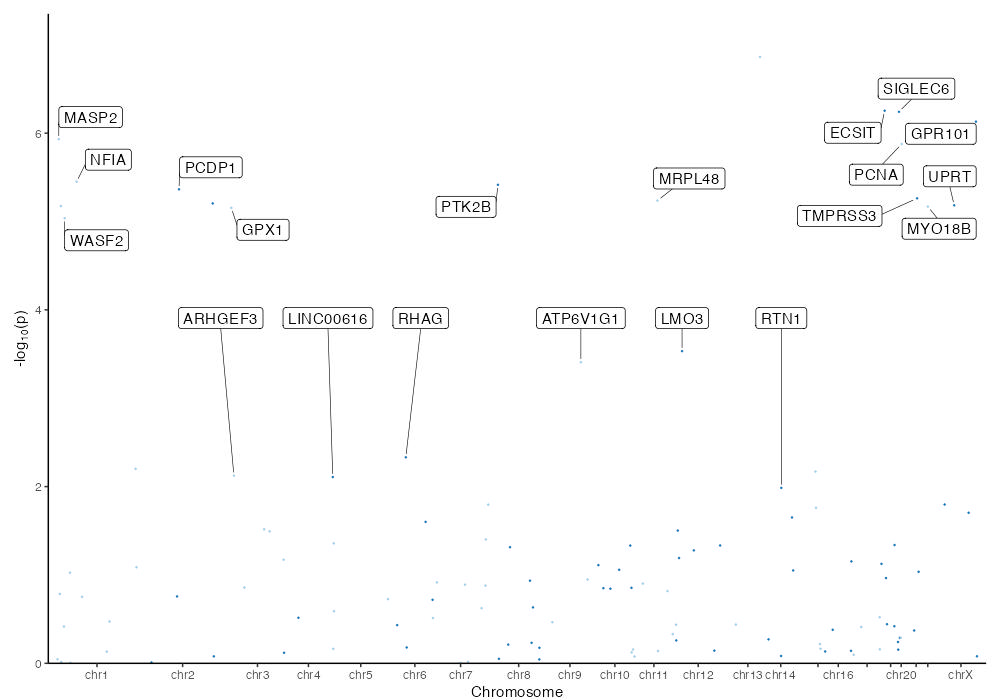 SIGLEC6
MASP2
ECSIT
GPR101
6
NFIA
PCDP1
MRPL48
PCNA
UPRT
PTK2B
TMPRSS3
GPX1
MYO18B
WASF2
ARHGEF3
LINC00616
RHAG
ATP6V1G1
LMO3
RTN1
4
-log10(p)
2
0
chr1 chr2 chr3 chr4 chr5 chr6 chr7 chr8 chr9 chr10 chr11 chr12 chr13 chr14 chr16 chr20 chrX
Chromosome